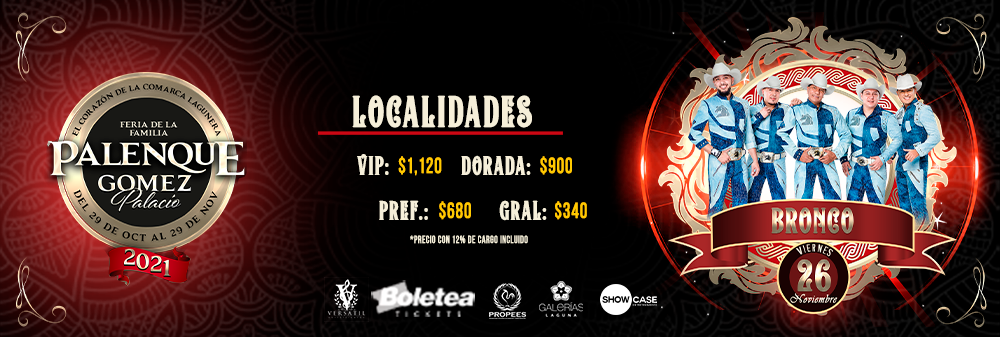 EL CORAZÓN DE LA COMARCA LAGUNERA
FERIA DE LA
FAMILIA
PALENQUE
GOMEZ
Palacio
DEL 29 DE OCT AL 29 DE NOV
2021
LOCALIDADES
VIP: $1,120 DORADA: $900
PREF.: $680 GRAL: $340
*PRECIO CON 12% DE CARGO INCLUIDO
VERSATIL
Boletea
TICKETS
PROPEES
GALERÍAS
LAGUNA
SHOWCASE
BRONCO
VIERNES
26
Noviembre